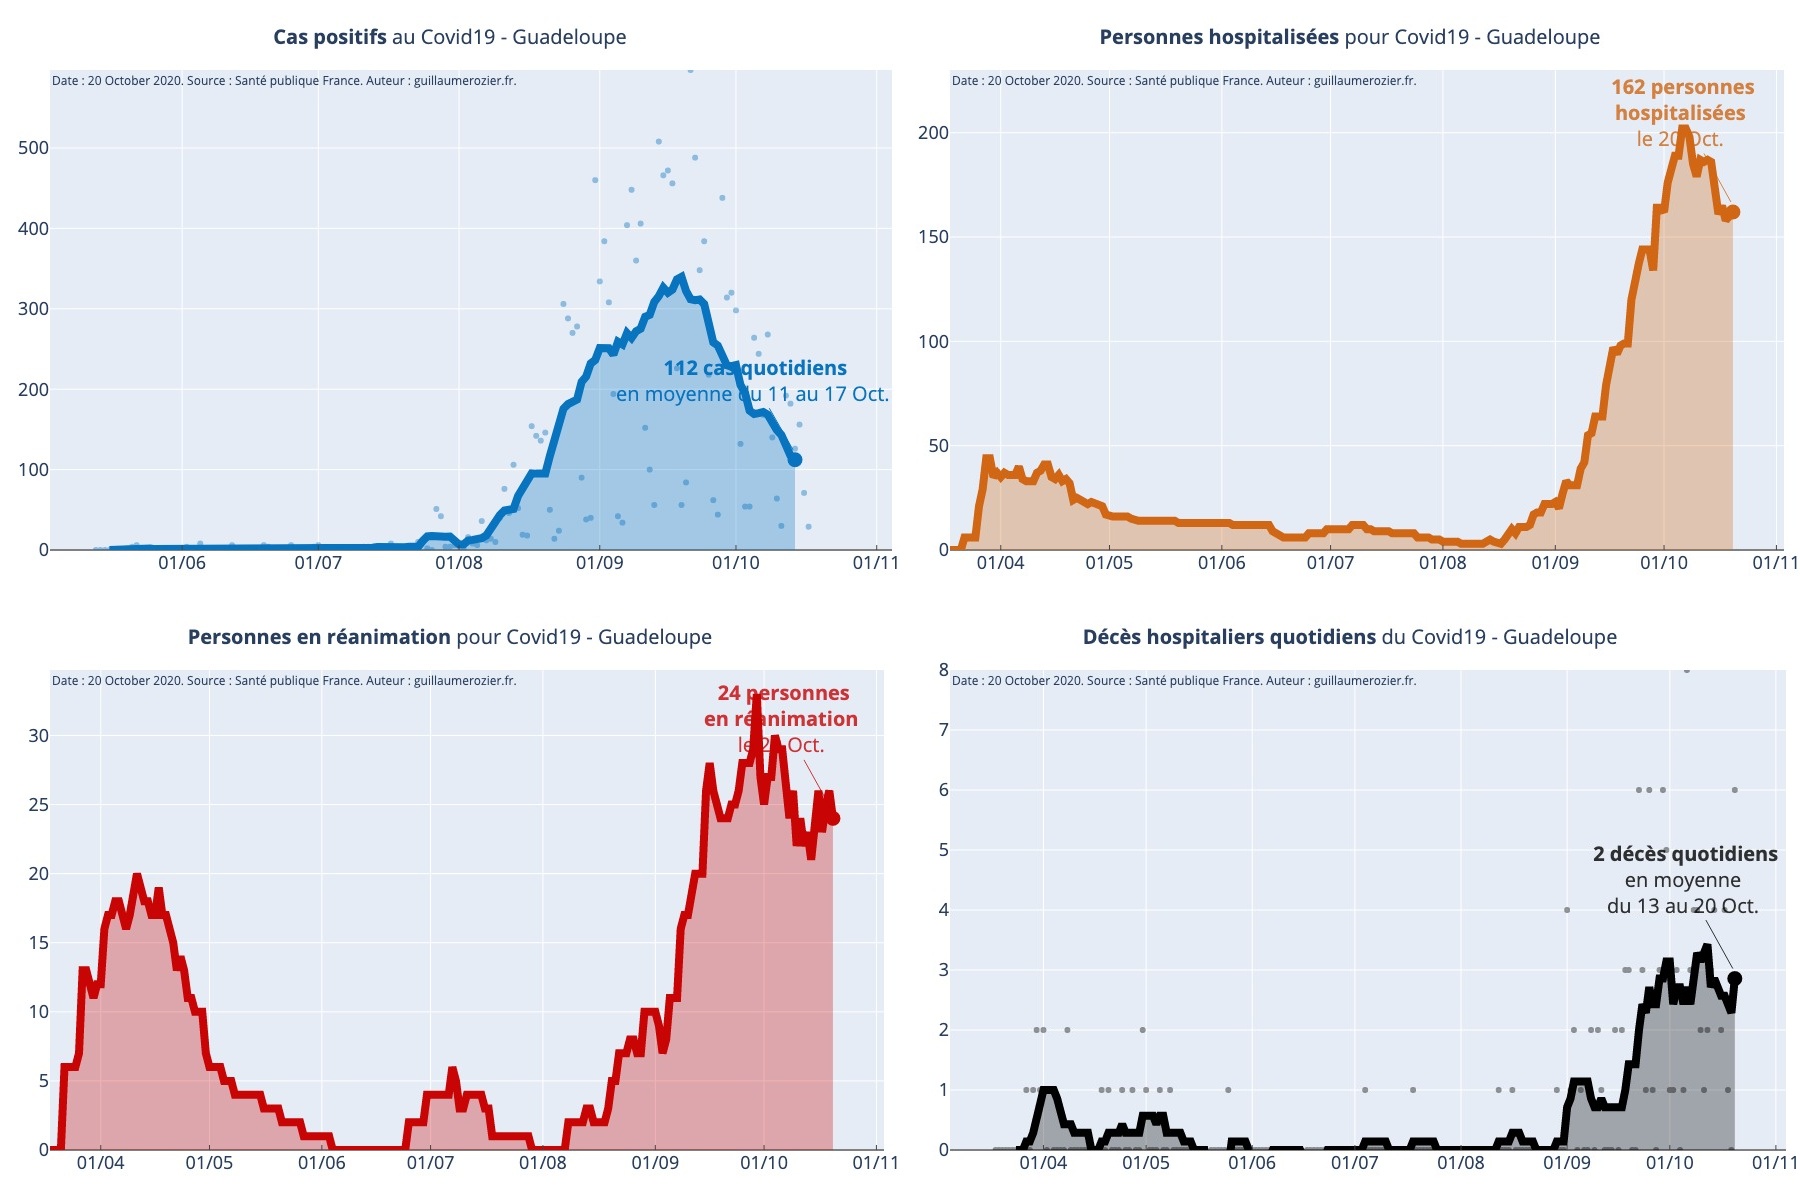 Cas positifs au Covid19 - Guadeloupe
Date : 20 October 2020. Source : Santé publique France. Auteur : guillaumerozier.fr.
500
400
300
200
100
0
112 cas quotidiens
en moyenne du 11 au 17 Oct.
01/06 01/07 01/08 01/09 01/10 01/11
Personnes hospitalisées pour Covid19 - Guadeloupe
Date : 20 October 2020. Source : Santé publique France. Auteur : guillaumerozier.fr.
162 personnes
hospitalisées
le 20 Oct.
200
150
100
50
0
01/04 01/05 01/06 01/07 01/08 01/09 01/10 01/11
Personnes en réanimation pour Covid19 - Guadeloupe
Date : 20 October 2020. Source : Santé publique France. Auteur : guillaumerozier.fr.
24 personnes
en réanimation
le 20 Oct.
30
25
20
15
10
5
0
01/04 01/05 01/06 01/07 01/08 01/09 01/10 01/11
Décès hospitaliers quotidiens du Covid19 - Guadeloupe
8
Date : 20 October 2020. Source : Santé publique France. Auteur : guillaumerozier.fr.
7
6
5
4
3
2
1
0
2 décès quotidiens
en moyenne
du 13 au 20 Oct.
01/04 01/05 01/06 01/07 01/08 01/09 01/10 01/11